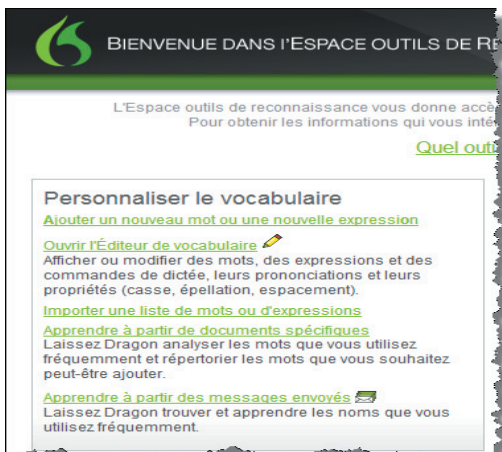 BIENVENUE DANS l'ESPACE OUTILS DE
L'Espace outils de reconnaissance vous donne
Pour obtenir les informations qui vous
Quel
Personnaliser le vocabulaire
Ajouter un nouveau mot ou une nouvelle expression
Ouvrir l'Éditeur de vocabulaire
Afficher ou modifier des mots, des expressions et des
commandes de dictée, leurs prononciations et leurs
propriétés (casse, épellation, espacement).
Importer une liste de mots ou d'expressions
Apprendre à partir de documents spécifiques
Laissez Dragon analyser les mots que vous utilisez
fréquemment et répertorier les mots que vous souhaitez
peut-être ajouter.
Apprendre à partir des messages envoyés
Laissez Dragon trouver et apprendre les noms que vous
utilisez fréquemment.